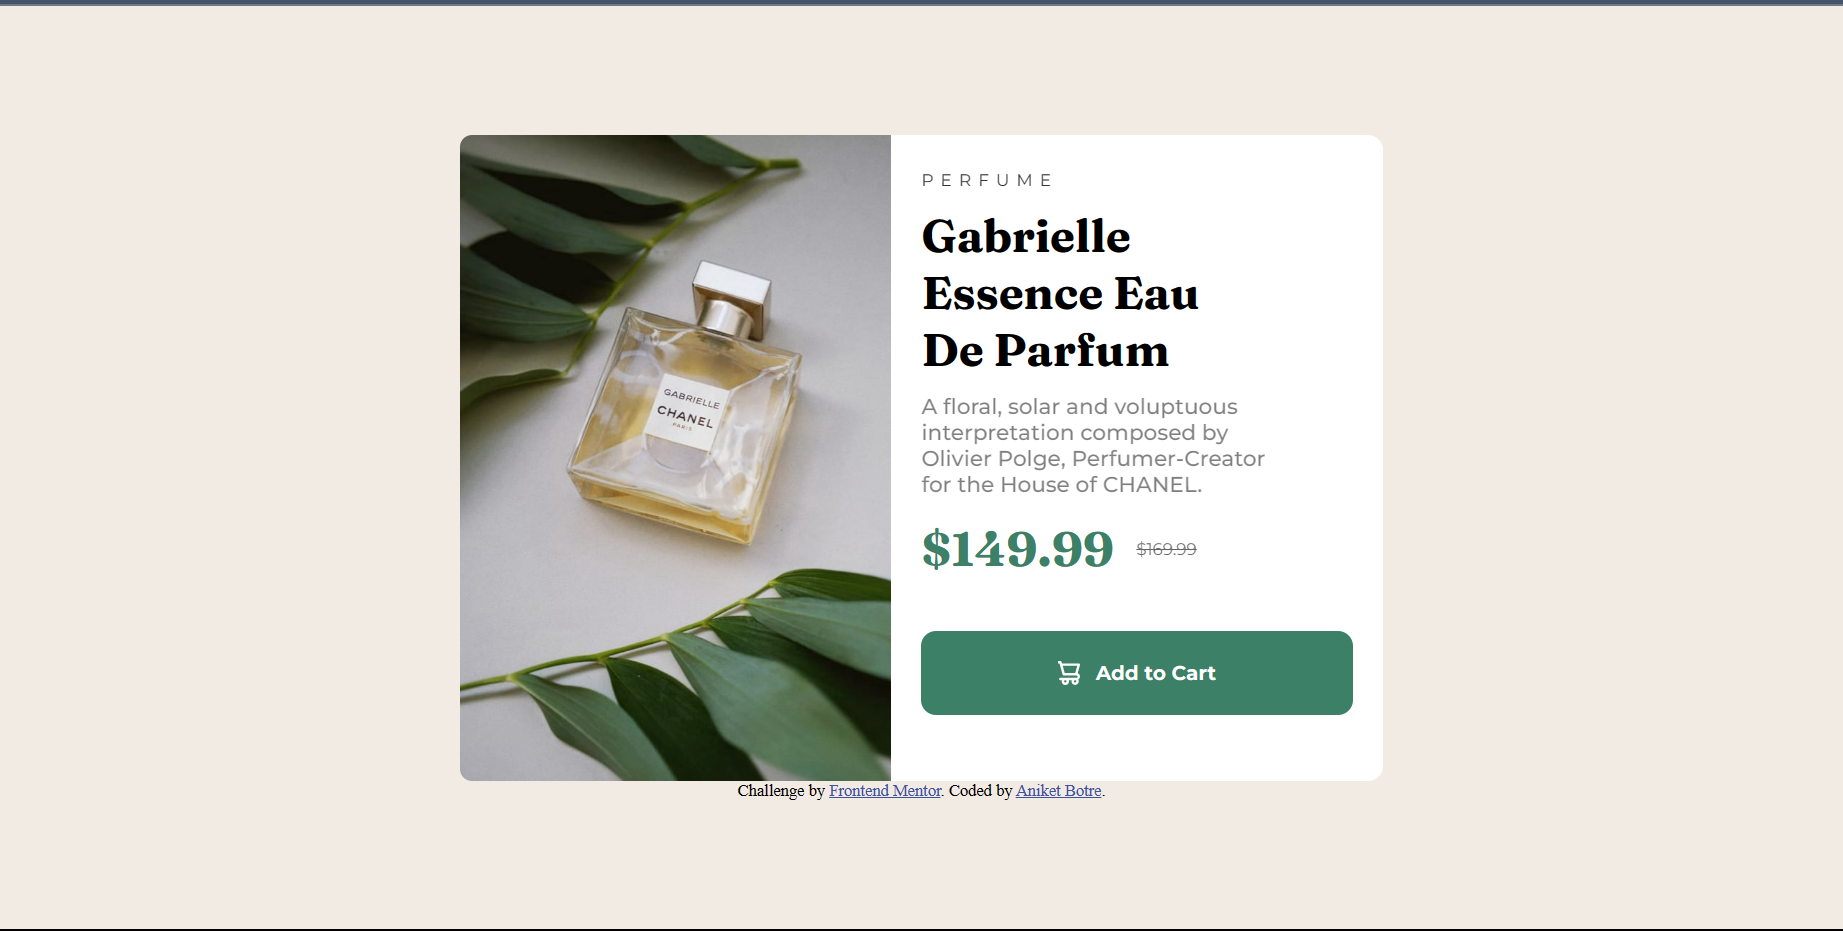 GABRIELLE
CHANEL
PARIS
PERFUME
Gabrielle
Essence Eau
De Parfum
A floral, solar and voluptuous
interpretation composed by
Olivier Polge, Perfumer-Creator
for the House of CHANEL.
$149.99 $169.99
Add to Cart
Challenge by Frontend Mentor. Coded by Aniket Botre.